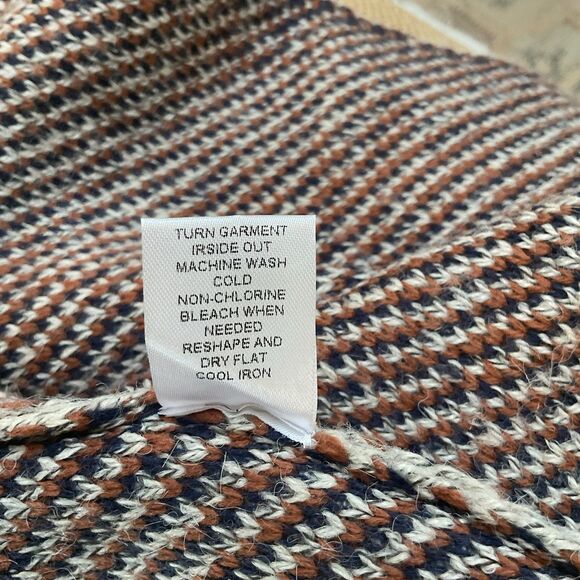 TURN GARMENT
INSIDE OUT
MACHINE WASH
COLD
NON-CHLORINE
BLEACH WHEN
NEEDED
RESHAPE AND
DRY FLAT
COOL IRON